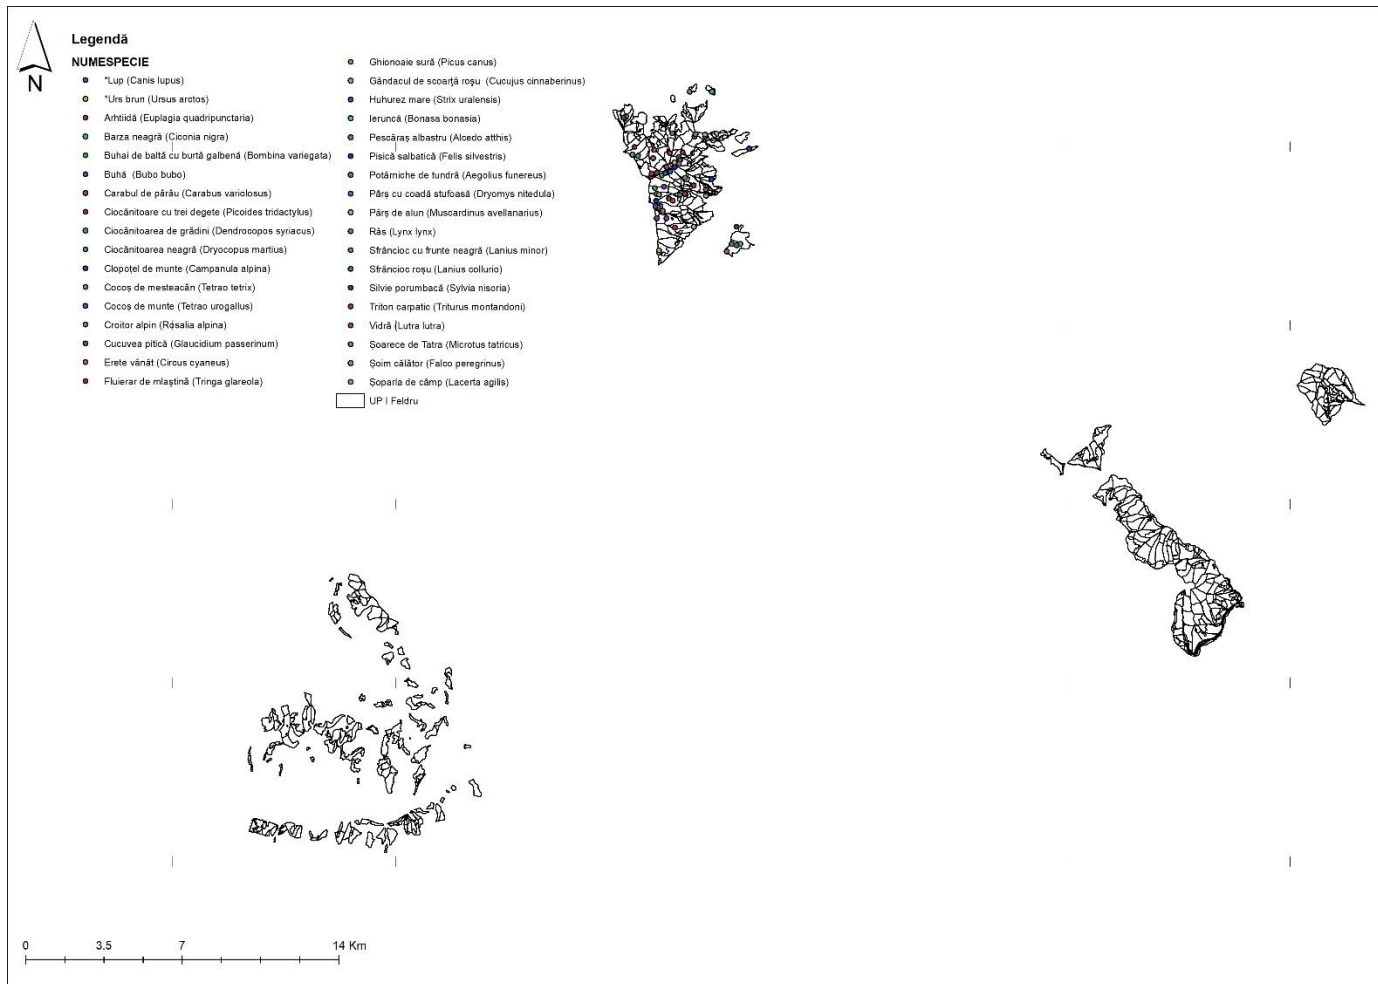 N
Legendă
NUMESPECIE
*Lup (Canis lupus)
*Urs brun (Ursus arctos)
Arhtiidă (Euplagia quadripunctaria)
Barza neagră (Ciconia nigra)
Buhai de baltă cu burtă galbenă (Bombina variegata)
Buhă (Bubo bubo)
Carabul de pârâu (Carabus variolosus)
Ciocănitoare cu trei degete (Picoides tridactylus)
Ciocănitoarea de grădini (Dendrocopos syriacus)
Ciocănitoarea neagră (Dryocopus martius)
Clopoțel de munte (Campanula alpina)
Cocoș de mesteacăn (Tetrao tetrix)
Cocoș de munte (Tetrao urogallus)
Croitor alpin (Rosalia alpina)
Cucuvea pitică (Glaucidium passerinum)
Erete vânăt (Circus cyaneus)
Fluierar de mlaștină (Tringa glareola)
Ghionoaie sură (Picus canus)
Gândacul de scoarță roșu (Cucujus cinnaberinus)
Huhurez mare (Strix uralensis)
Ieruncă (Bonasa bonasia)
Pescăraș albastru (Alcedo atthis)
Pisică salbatică (Felis silvestris)
Potârniche de tundră (Aegolius funereus)
Pârș cu coadă stufoasă (Dryomys nitedula)
Pârș de alun (Muscardinus avellanarius)
Râs (Lynx lynx)
Sfrâncioc cu frunte neagră (Lanius minor)
Sfrâncioc roșu (Lanius collurio)
Silvie porumbacă (Sylvia nisoria)
Triton carpatic (Triturus montandoni)
Vidră (Lutra lutra)
Șoarece de Tatra (Microtus tatricus)
Șoim călător (Falco peregrinus)
Șoparla de câmp (Lacerta agilis)
UP I Feldru
0 3.5 7 14 Km